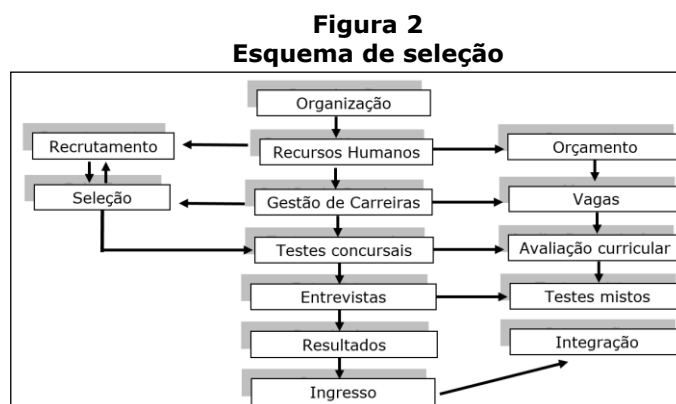 Figura 2
Esquema de seleção
Organização
Recrutamento
Recursos Humanos
Orçamento
Seleção
Gestão de Carreiras
Vagas
Testes concursais
Avaliação curricular
Entrevistas
Testes mistos
Resultados
Integração
Ingresso